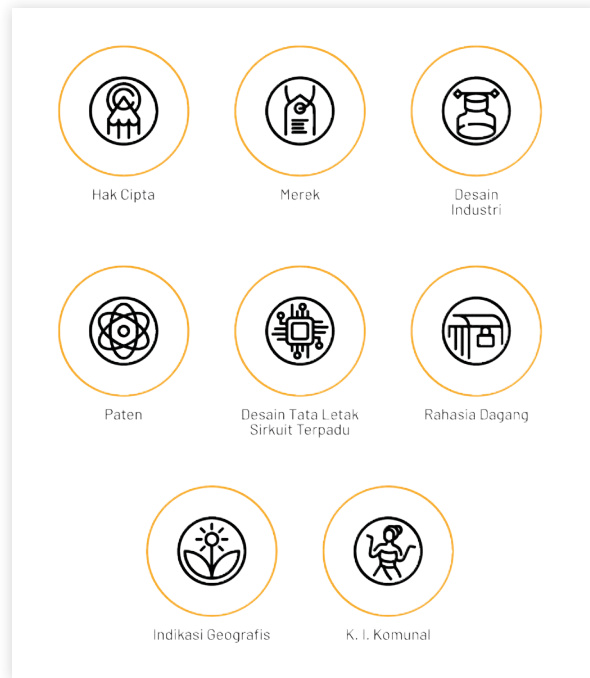 Hak Cipta
Merek
Desain
Industri
Paten
Desain Tata Letak
Sirkuit Terpadu
Rahasia Dagang
Indikasi Geografis
K. I. Komunal